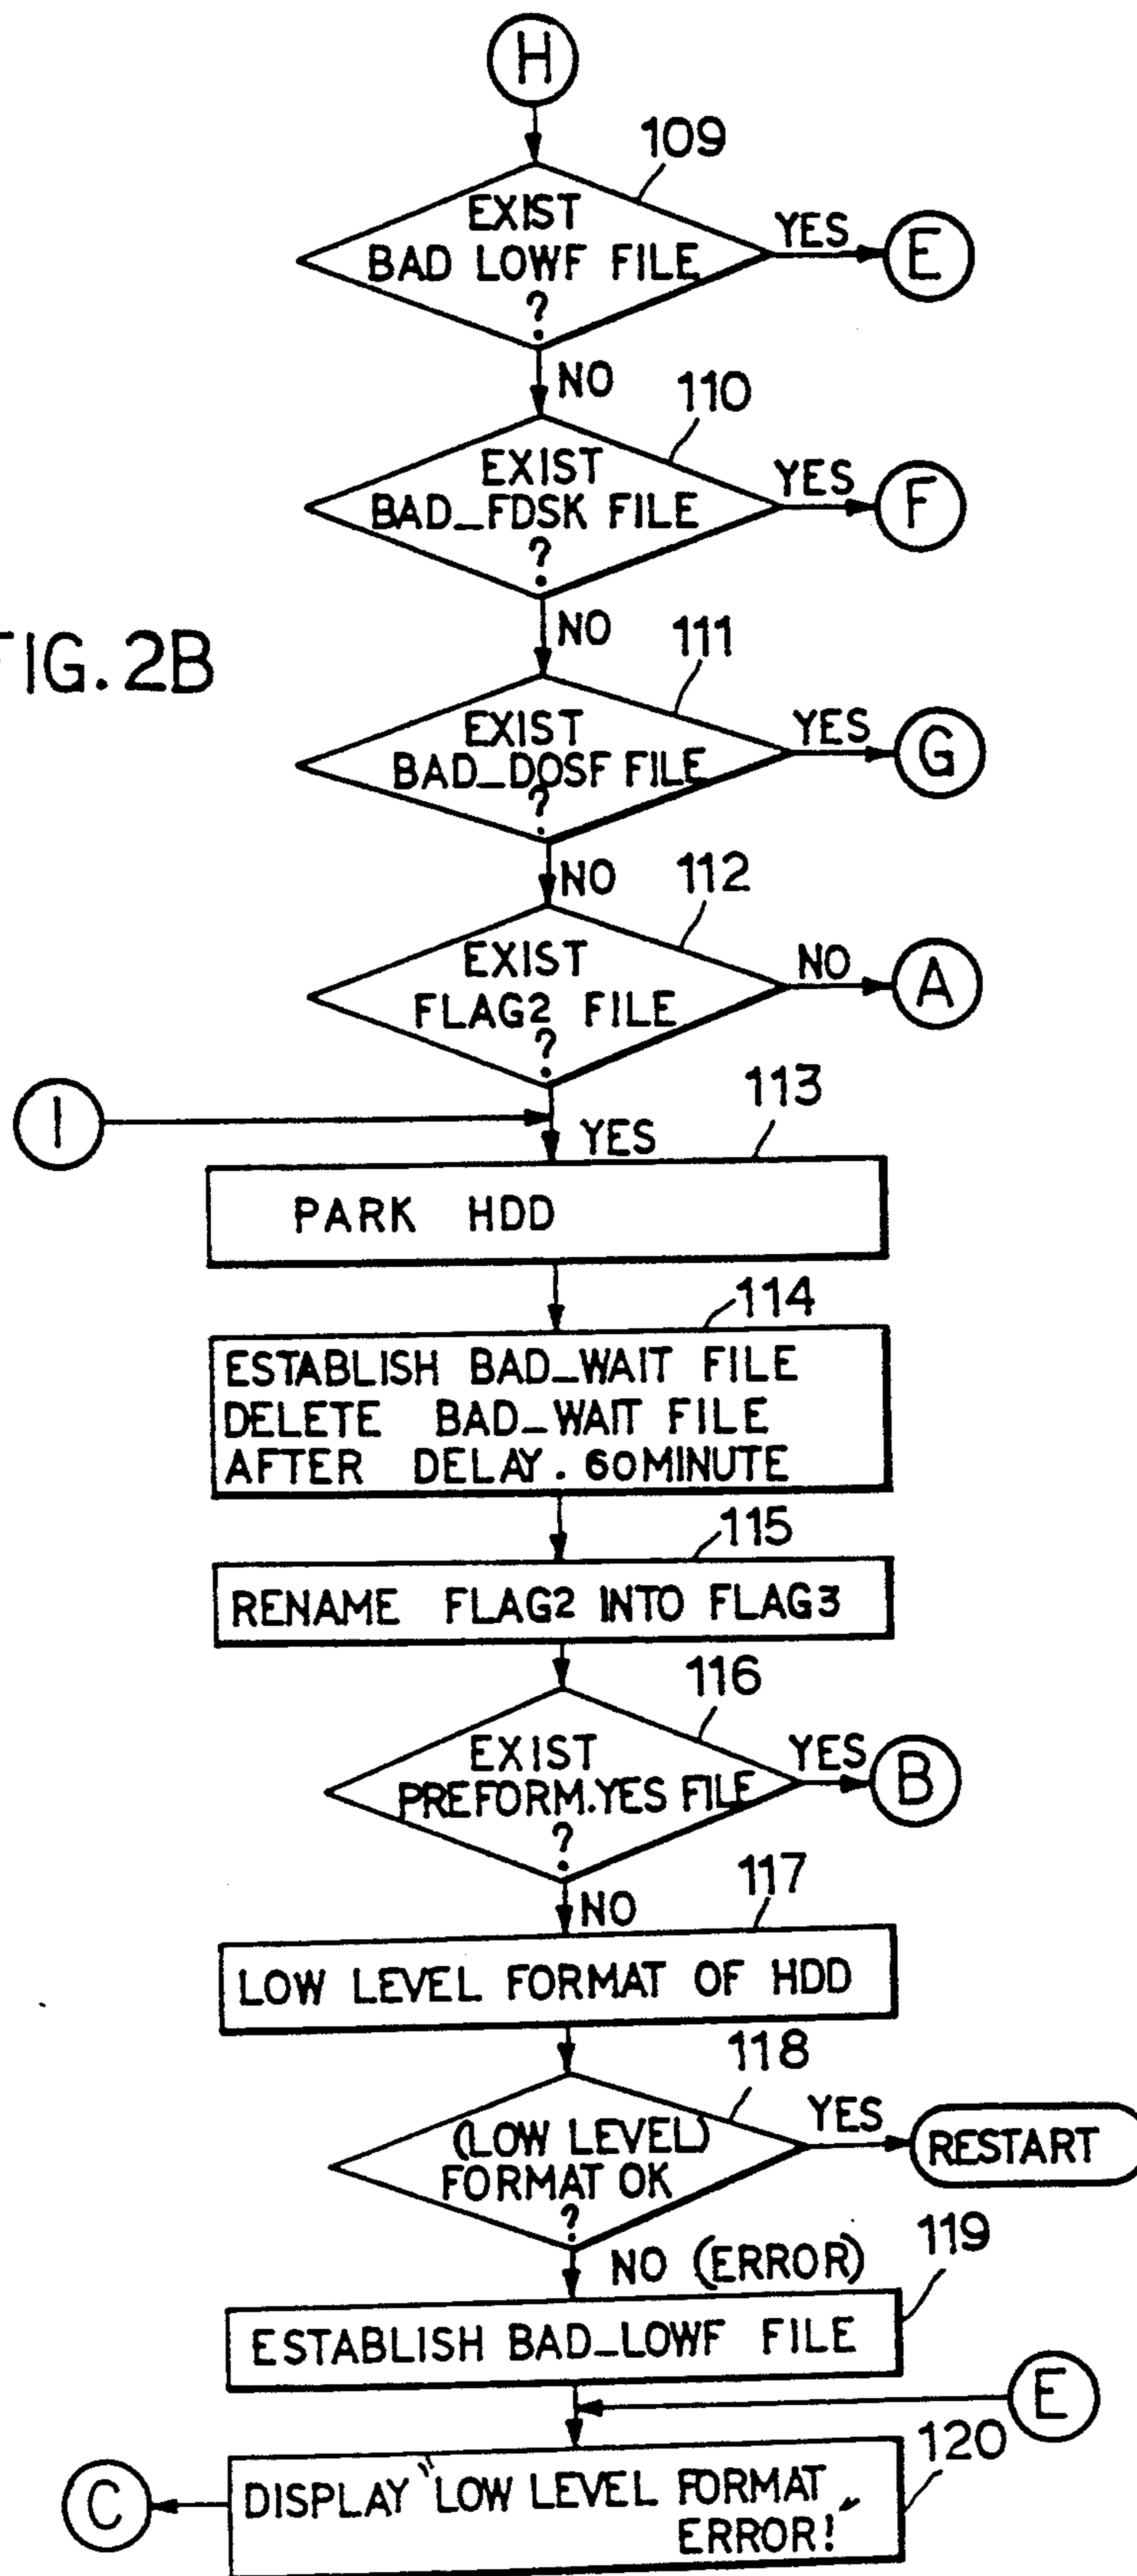 H
109
EXIST
BAD LOWF FILE
?
YES
E
NO
110
EXIST
BAD_FDSK FILE
?
YES
F
NO
FIG. 2B
111
EXIST
BAD_DOSF FILE
?
YES
G
NO
112
EXIST
FLAG2 FILE
?
NO
A
I
YES
113
PARK HDD
114
ESTABLISH BAD_WAIT FILE
DELETE BAD_WAIT FILE
AFTER DELAY. 60MINUTE
115
RENAME FLAG2 INTO FLAG3
116
EXIST
PREFORM.YES FILE
?
YES
B
NO
117
LOW LEVEL FORMAT OF HDD
118
(LOW LEVEL)
FORMAT OK
?
YES
RESTART
NO (ERROR)
119
ESTABLISH BAD_LOWF FILE
E
120
C
DISPLAY "LOW LEVEL FORMAT
ERROR!"